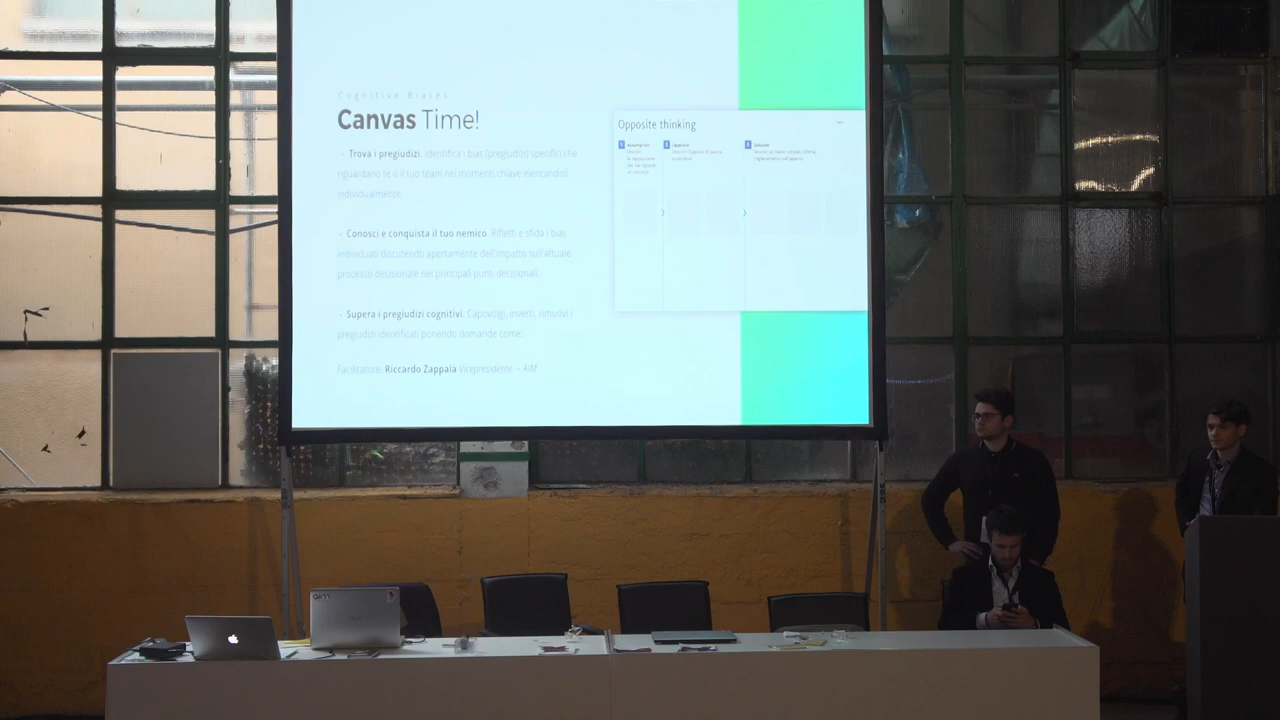 Cognitive Biases
Canvas Time!
- Trova i pregiudizi. Identifica i bias (pregiudizi) specifici che
riguardano te o il tuo team nei momenti chiave elencandoli
individualmente.
- Conosci e conquista il tuo nemico. Rifletti e sfida i bias
individuati discutendo apertamente dell'impatto sull'attuale
processo decisionale nei principali punti decisionali.
- Supera i pregiudizi cognitivi. Capovolgi, inverti, rimuovi i
pregiudizi identificati ponendo domande come:
Facilitatore: Riccardo Zappalà Vicepresidente – AIM
Opposite thinking
Assumption
Opposite
Solution